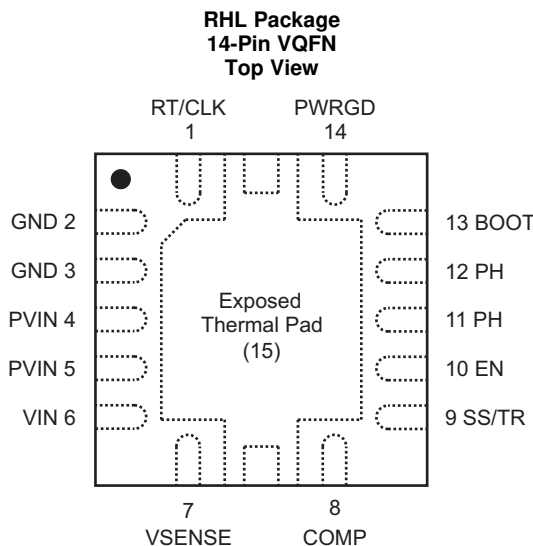 RHL Package
14-Pin VQFN
Top View
RT/CLK
1
PWRGD
14
GND 2
GND 3
PVIN 4
PVIN 5
VIN 6
Exposed
Thermal Pad
(15)
13 BOOT
12 PH
11 PH
10 EN
9 SS/TR
7
VSENSE
8
COMP